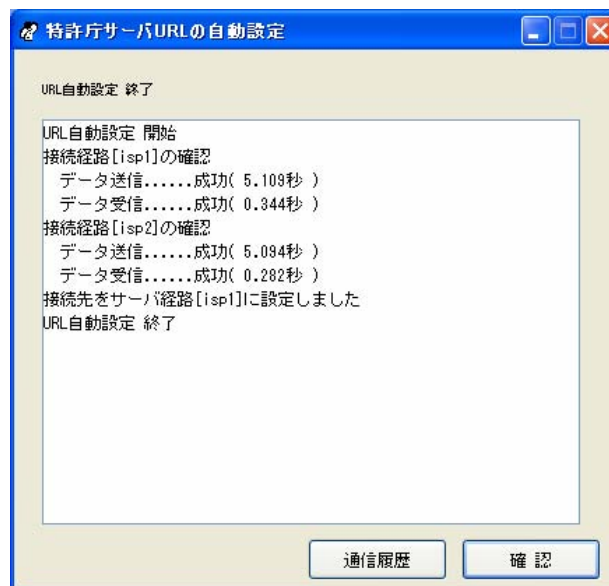 特許庁サーバURLの自動設定
URL自動設定 終了
URL自動設定 開始
接続経路[isp1]の確認
データ送信......成功( 5.109秒 )
データ受信......成功( 0.344秒 )
接続経路[isp2]の確認
データ送信......成功( 5.094秒 )
データ受信......成功( 0.282秒 )
接続先をサーバ経路[isp1]に設定しました
URL自動設定 終了
通信履歴
確 認